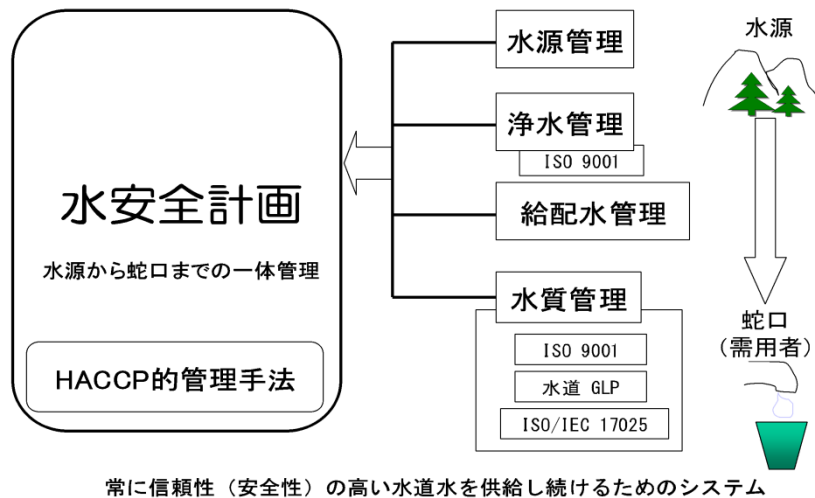 水安全計画
水源から蛇口までの一体管理
HACCP的管理手法
水源管理
浄水管理
ISO 9001
給配水管理
水質管理
ISO 9001
水道 GLP
ISO/IEC 17025
水源
蛇口
(需用者)
常に信頼性(安全性)の高い水道水を供給し続けるためのシステム